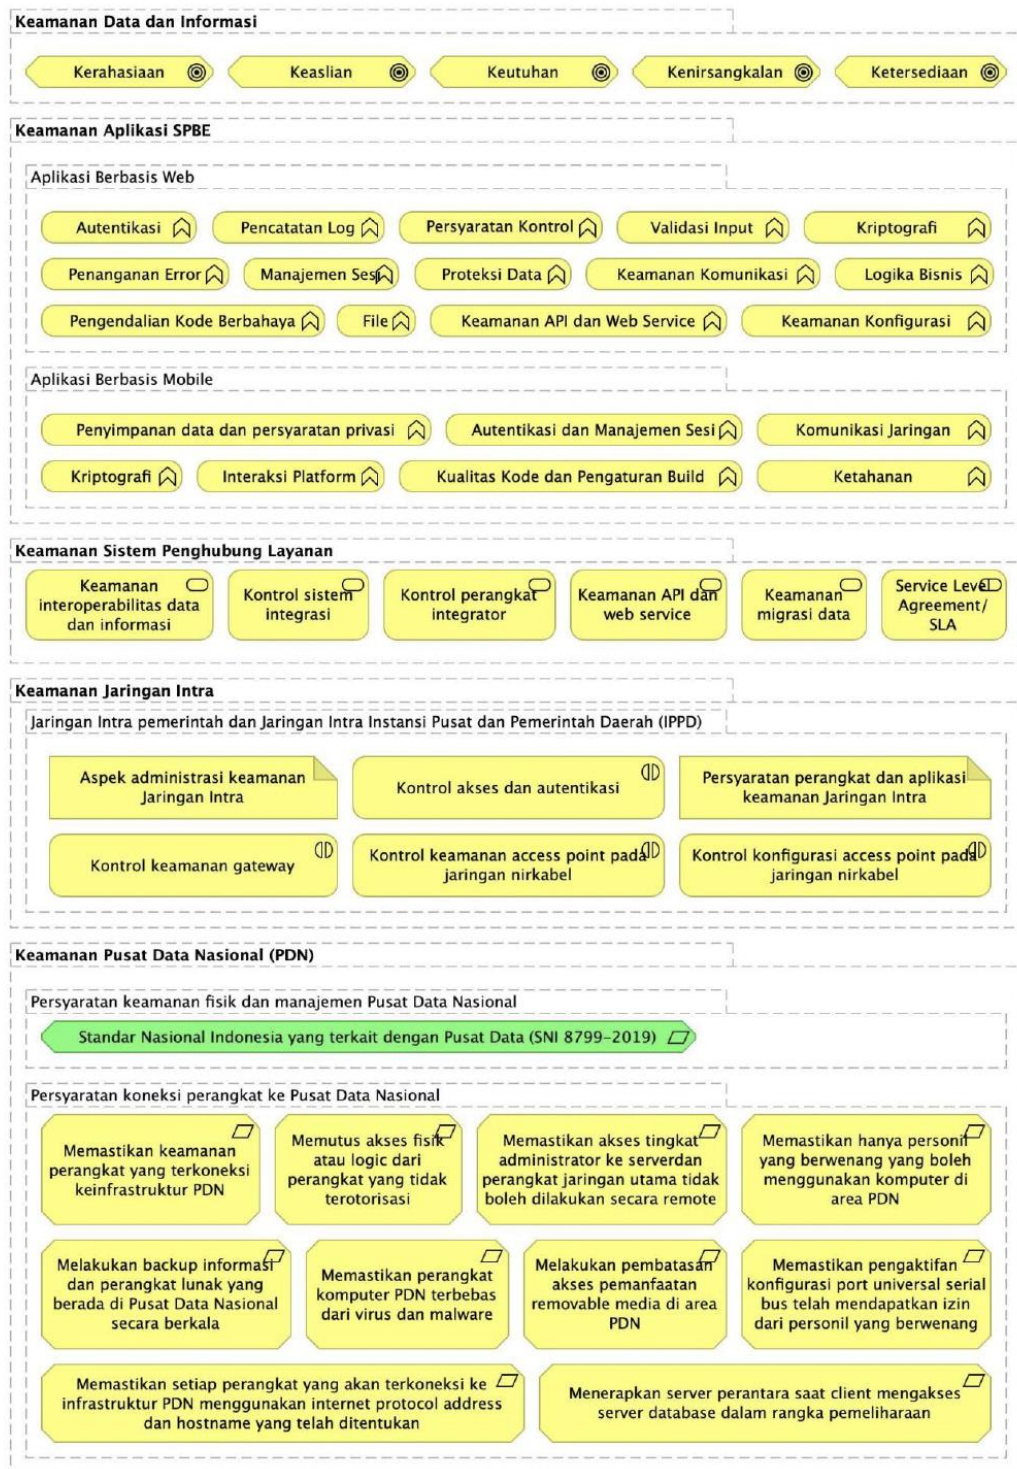 Keamanan Data dan Informasi
Kerahasiaan
Keaslian
Keutuhan
Kenirsangkalan
Ketersediaan
Keamanan Aplikasi SPBE
Aplikasi Berbasis Web
Autentikasi
Pencatatan Log
Persyaratan Kontrol
Validasi Input
Kriptografi
Penanganan Error
Manajemen Sesi
Proteksi Data
Keamanan Komunikasi
Logika Bisnis
Pengendalian Kode Berbahaya
File
Keamanan API dan Web Service
Keamanan Konfigurasi
Aplikasi Berbasis Mobile
Penyimpanan data dan persyaratan privasi
Autentikasi dan Manajemen Sesi
Komunikasi Jaringan
Kriptografi
Interaksi Platform
Kualitas Kode dan Pengaturan Build
Ketahanan
Keamanan Sistem Penghubung Layanan
Keamanan
interoperabilitas data
dan informasi
Kontrol sistem
integrasi
Kontrol perangkat
integrator
Keamanan API dan
web service
Keamanan
migrasi data
Service Level
Agreement/
SLA
Keamanan Jaringan Intra
Jaringan Intra pemerintah dan Jaringan Intra Instansi Pusat dan Pemerintah Daerah (IPPD)
Aspek administrasi keamanan
Jaringan Intra
Kontrol akses dan autentikasi
Persyaratan perangkat dan aplikasi
keamanan Jaringan Intra
Kontrol keamanan gateway
Kontrol keamanan access point pada
jaringan nirkabel
Kontrol konfigurasi access point pada
jaringan nirkabel
Keamanan Pusat Data Nasional (PDN)
Persyaratan keamanan fisik dan manajemen Pusat Data Nasional
Standar Nasional Indonesia yang terkait dengan Pusat Data (SNI 8799-2019)
Persyaratan koneksi perangkat ke Pusat Data Nasional
Memastikan keamanan
perangkat yang terkoneksi
keinfrastruktur PDN
Memutus akses fisik
atau logic dari
perangkat yang tidak
terotorisasi
Memastikan akses tingkat
administrator ke serverdan
perangkat jaringan utama tidak
boleh dilakukan secara remote
Memastikan hanya personil
yang berwenang yang boleh
menggunakan komputer di
area PDN
Melakukan backup informasi
dan perangkat lunak yang
berada di Pusat Data Nasional
secara berkala
Memastikan perangkat
komputer PDN terbebas
dari virus dan malware
Melakukan pembatasan
akses pemanfaatan
removable media di area
PDN
Memastikan pengaktifan
konfigurasi port universal serial
bus telah mendapatkan izin
dari personil yang berwenang
Memastikan setiap perangkat yang akan terkoneksi ke
infrastruktur PDN menggunakan internet protocol address
dan hostname yang telah ditentukan
Menerapkan server perantara saat client mengakses
server database dalam rangka pemeliharaan